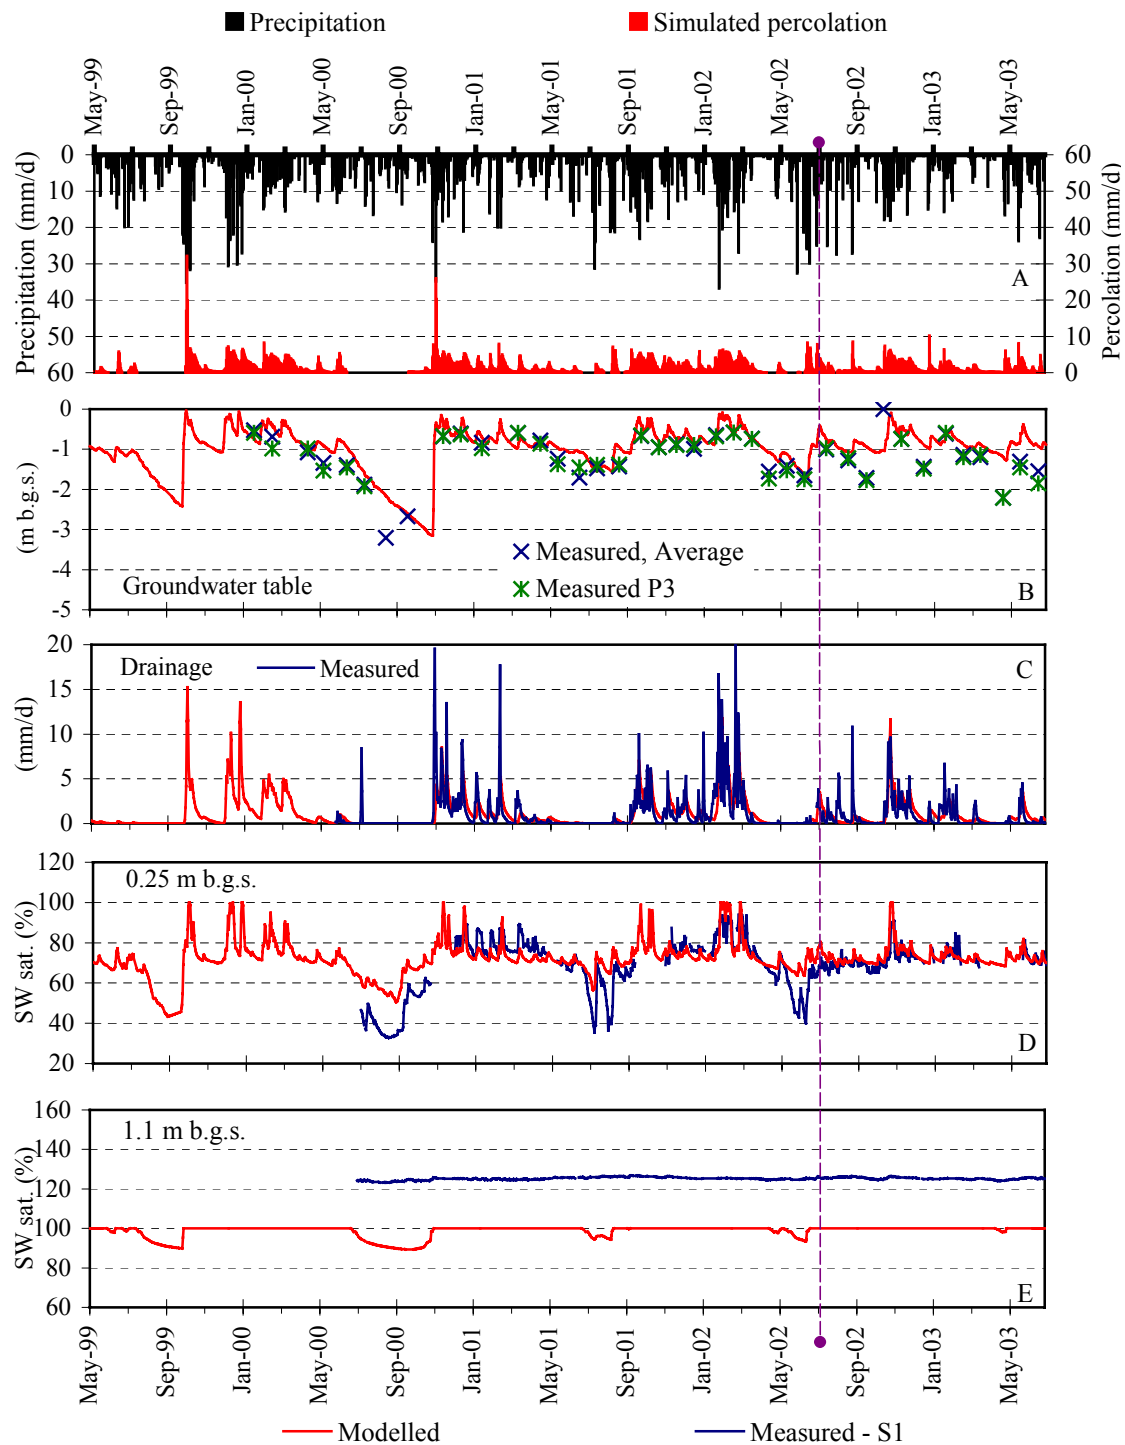 Precipitation Simulated percolation
May-99 Sep-99 Jan-00 May-00 Sep-00 Jan-01 May-01 Sep-01 Jan-02 May-02 Sep-02 Jan-03 May-03
Precipitation (mm/d)
0
10
20
30
40
50
60
60
50
40
30
20
10
0
Percolation (mm/d)
A
(m b.g.s.)
0
-1
-2
-3
-4
-5
Measured, Average
Measured P3
Groundwater table
B
(mm/d)
20
15
10
5
0
Drainage Measured
C
SW sat. (%)
120
100
80
60
40
20
0.25 m b.g.s.
D
SW sat. (%)
160
140
120
100
80
60
1.1 m b.g.s.
E
May-99 Sep-99 Jan-00 May-00 Sep-00 Jan-01 May-01 Sep-01 Jan-02 May-02 Sep-02 Jan-03 May-03
Modelled Measured - S1